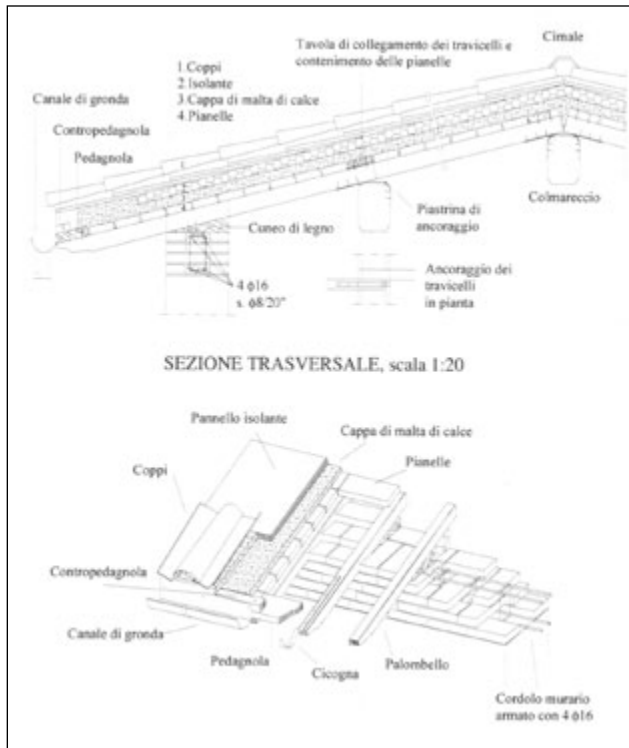 Tavola di collegamento dei travicelli e
contenimento delle pianelle
Cimale
1 Coppi
2. Isolante
3 Cappa di malta di calce
4. Pianelle
Canale di gronda
Contropedagnola
Pedagnola
Cuneo di legno
Piastrina di
ancoraggio
Colmareccio
4 ϕ16
s. ϕ8/20"
Ancoraggio dei
travicelli
in pianta
SEZIONE TRASVERSALE, scala 1:20
Pannello isolante
Cappa di malta di calce
Pianelle
Coppi
Contropedagnola
Canale di gronda
Pedagnola
Cicogna
Palombello
Cordolo murario
armato con 4 ϕ16